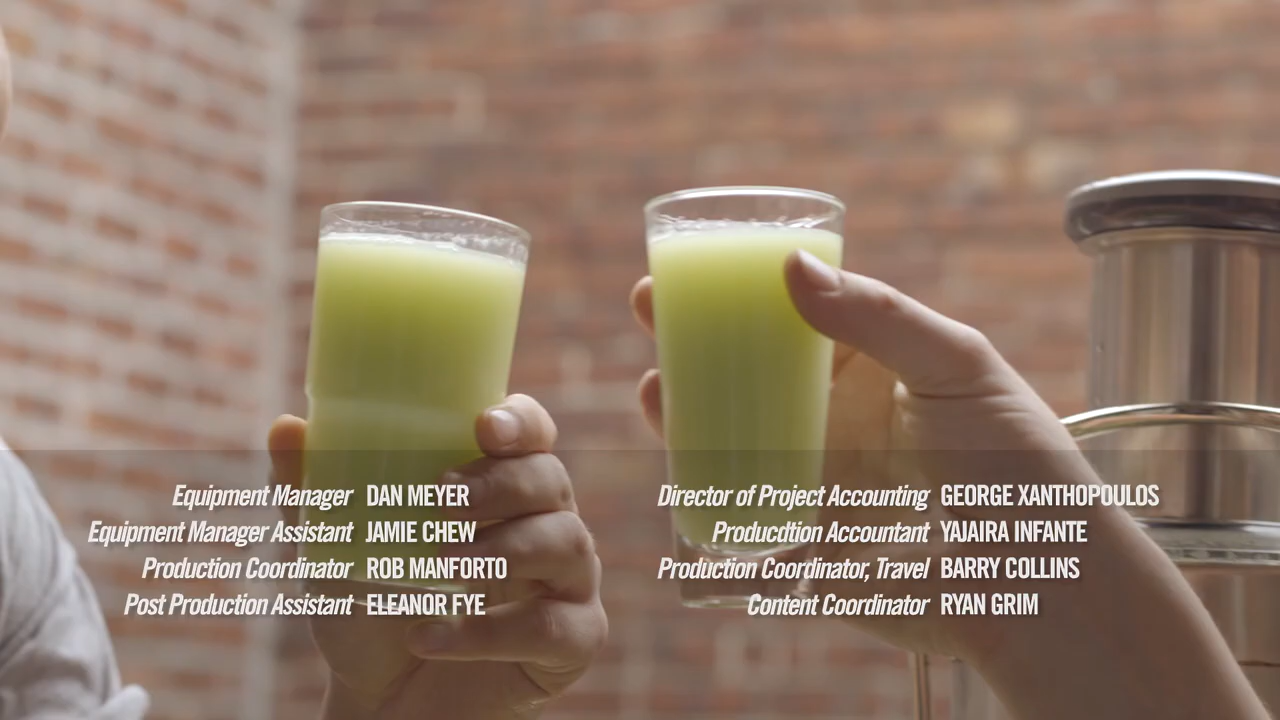 Equipment Manager DAN MEYER
Equipment Manager Assistant JAMIE CHEW
Production Coordinator ROB MANFORTO
Post Production Assistant ELEANOR FYE
Director of Project Accounting GEORGE XANTHOPOULOS
Producdtion Accountant YAJAIRA INFANTE
Production Coordinator, Travel BARRY COLLINS
Content Coordinator RYAN GRIM